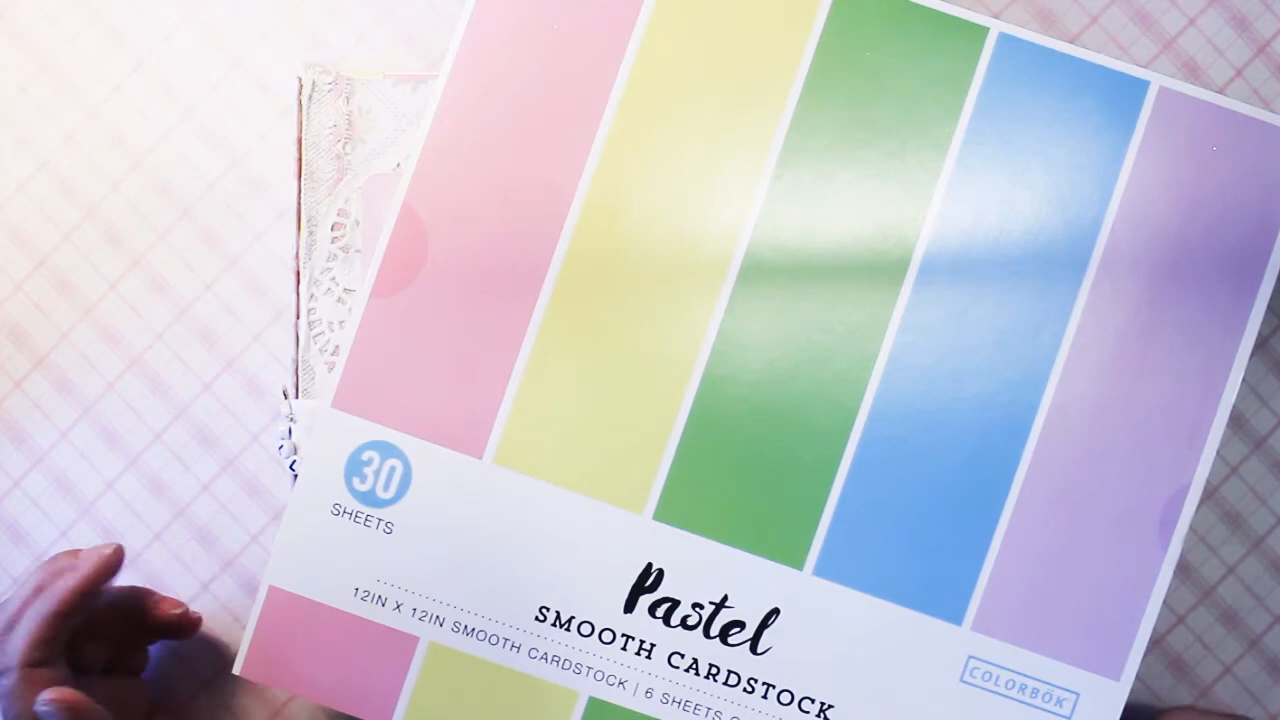 30
SHEETS
Pastel
SMOOTH CARDSTOCK
12IN X 12IN SMOOTH CARDSTOCK | 6 SHEETS
COLORBÖK